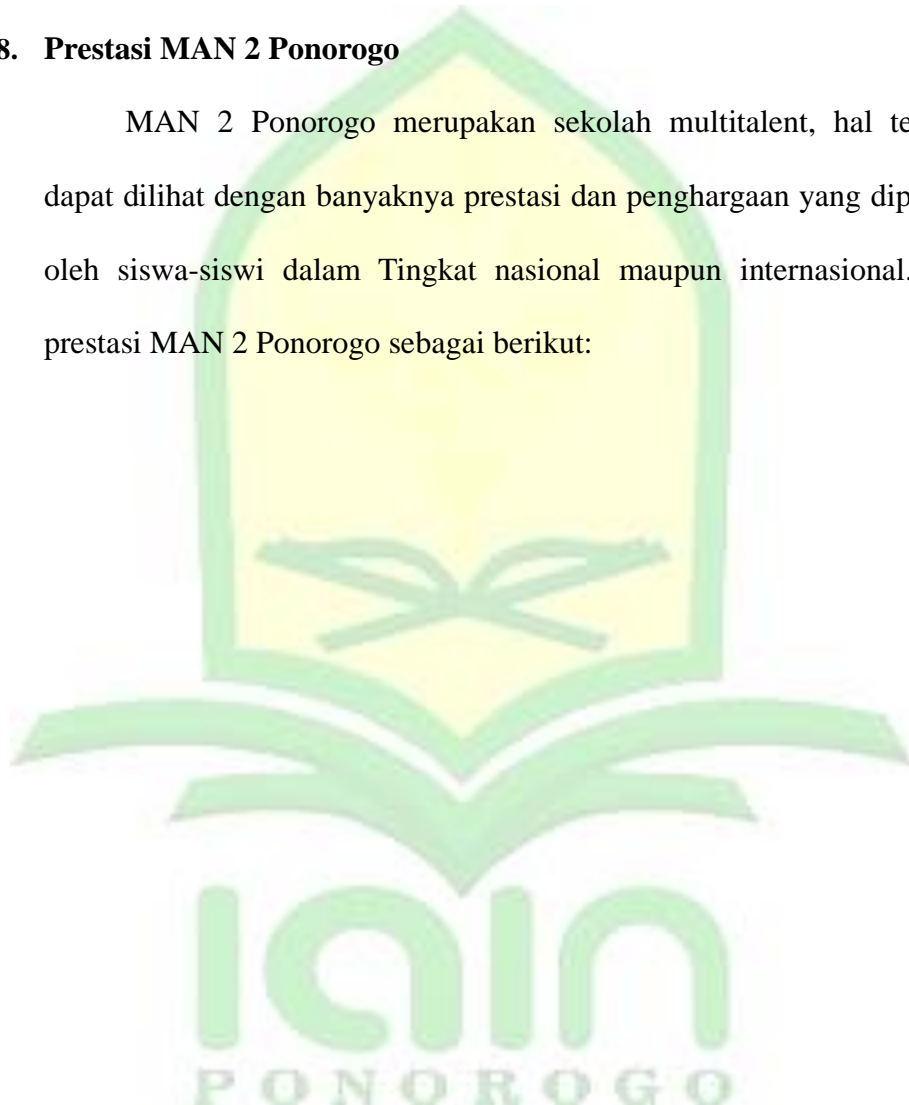 8. Prestasi MAN 2 Ponorogo
MAN 2 Ponorogo merupakan sekolah multitalent, hal te
dapat dilihat dengan banyaknya prestasi dan penghargaan yang dip
oleh siswa-siswi dalam Tingkat nasional maupun internasional.
prestasi MAN 2 Ponorogo sebagai berikut:
iain
PONOROGO